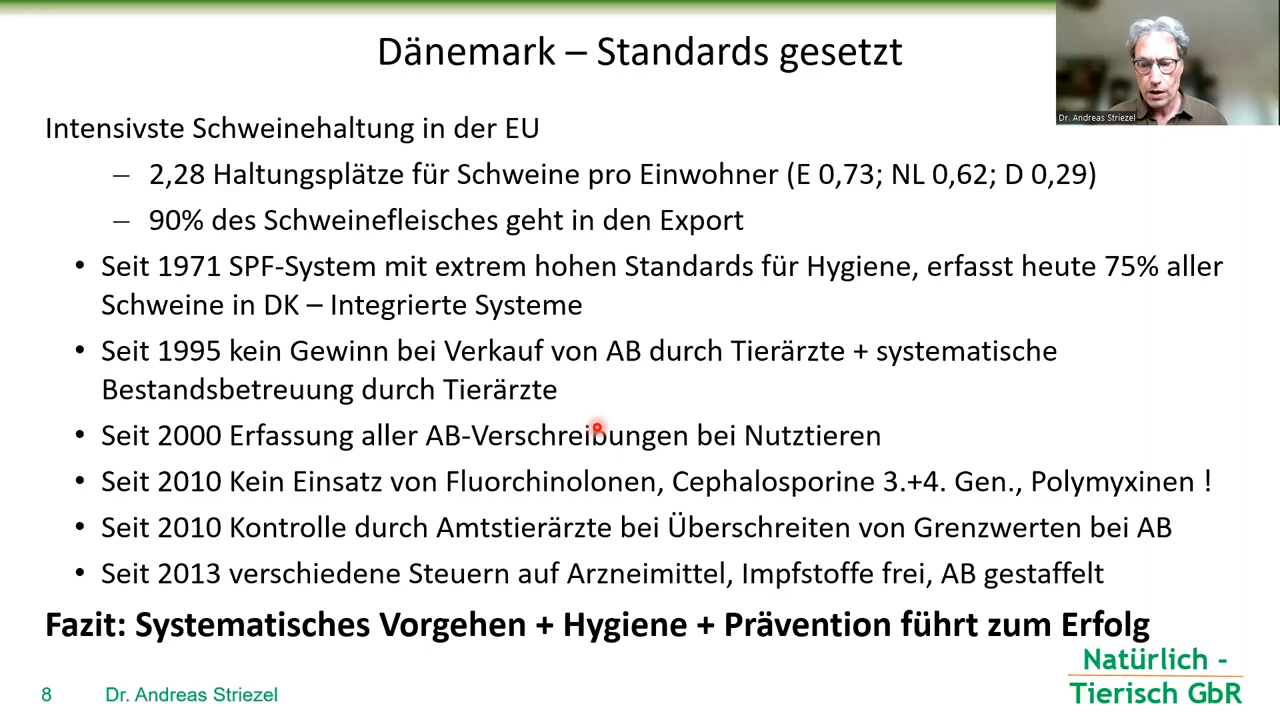 Dänemark – Standards gesetzt
Dr. Andreas Striezel
Intensivste Schweinehaltung in der EU
– 2,28 Haltungsplätze für Schweine pro Einwohner (E 0,73; NL 0,62; D 0,29)
– 90% des Schweinefleisches geht in den Export
• Seit 1971 SPF-System mit extrem hohen Standards für Hygiene, erfasst heute 75% aller
Schweine in DK – Integrierte Systeme
• Seit 1995 kein Gewinn bei Verkauf von AB durch Tierärzte + systematische
Bestandsbetreuung durch Tierärzte
• Seit 2000 Erfassung aller AB-Verschreibungen bei Nutztieren
• Seit 2010 Kein Einsatz von Fluorchinolonen, Cephalosporine 3.+4. Gen., Polymyxinen !
• Seit 2010 Kontrolle durch Amtstierärzte bei Überschreiten von Grenzwerten bei AB
• Seit 2013 verschiedene Steuern auf Arzneimittel, Impfstoffe frei, AB gestaffelt
Fazit: Systematisches Vorgehen + Hygiene + Prävention führt zum Erfolg
Natürlich -
Tierisch GbR
8 Dr. Andreas Striezel